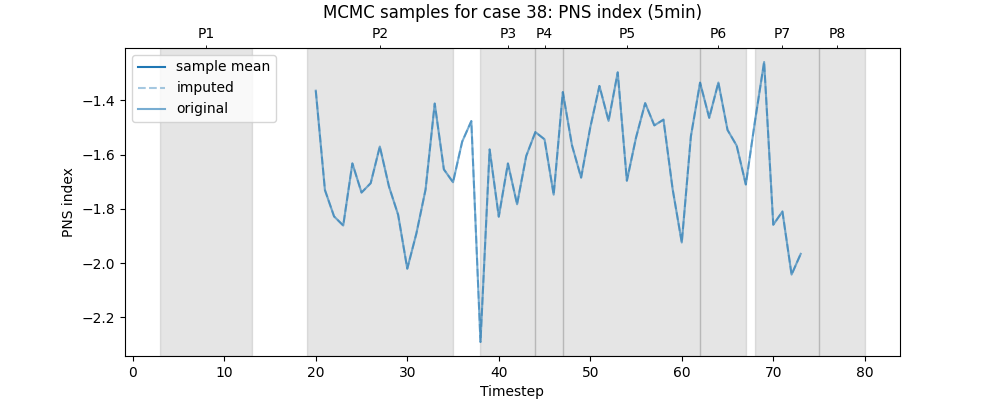 MCMC samples for case 38: PNS index (5min)
P1 P2 P3 P4 P5 P6 P7 P8
sample mean
imputed
original
−1.4
−1.6
−1.8
−2.0
−2.2
PNS index
0 10 20 30 40 50 60 70 80
Timestep